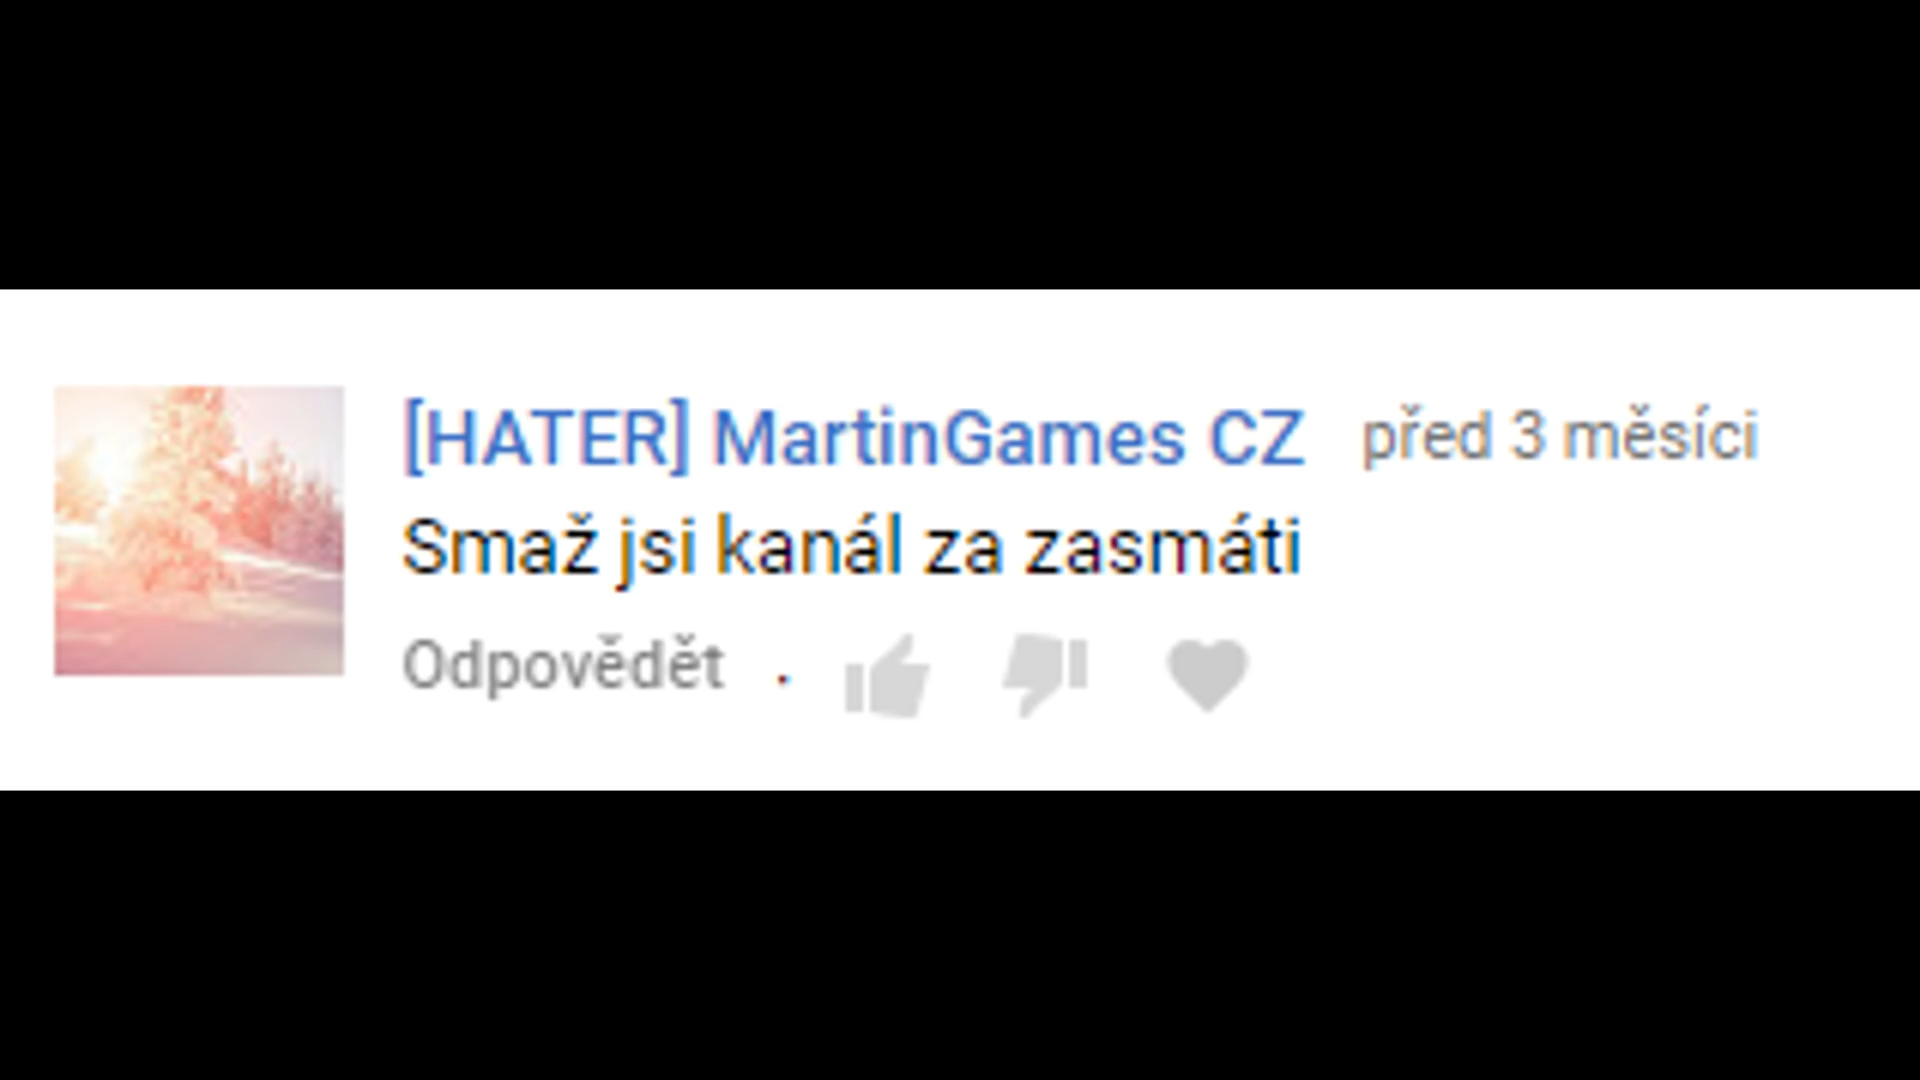 [HATER] MartinGames CZ před 3 měsíci
Smaž jsi kanál za zasmáti
Odpovědět